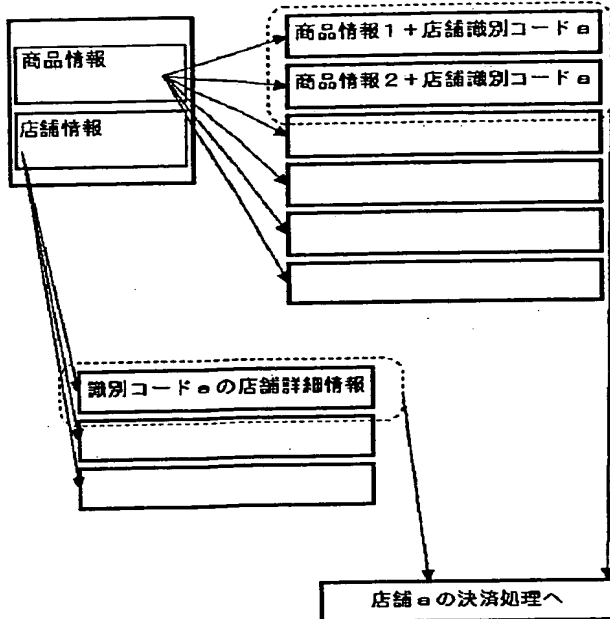 商品情報
店舗情報
商品情報1+店舗識別コードa
商品情報2+店舗識別コードa
識別コードaの店舗詳細情報
店舗aの決済処理へ